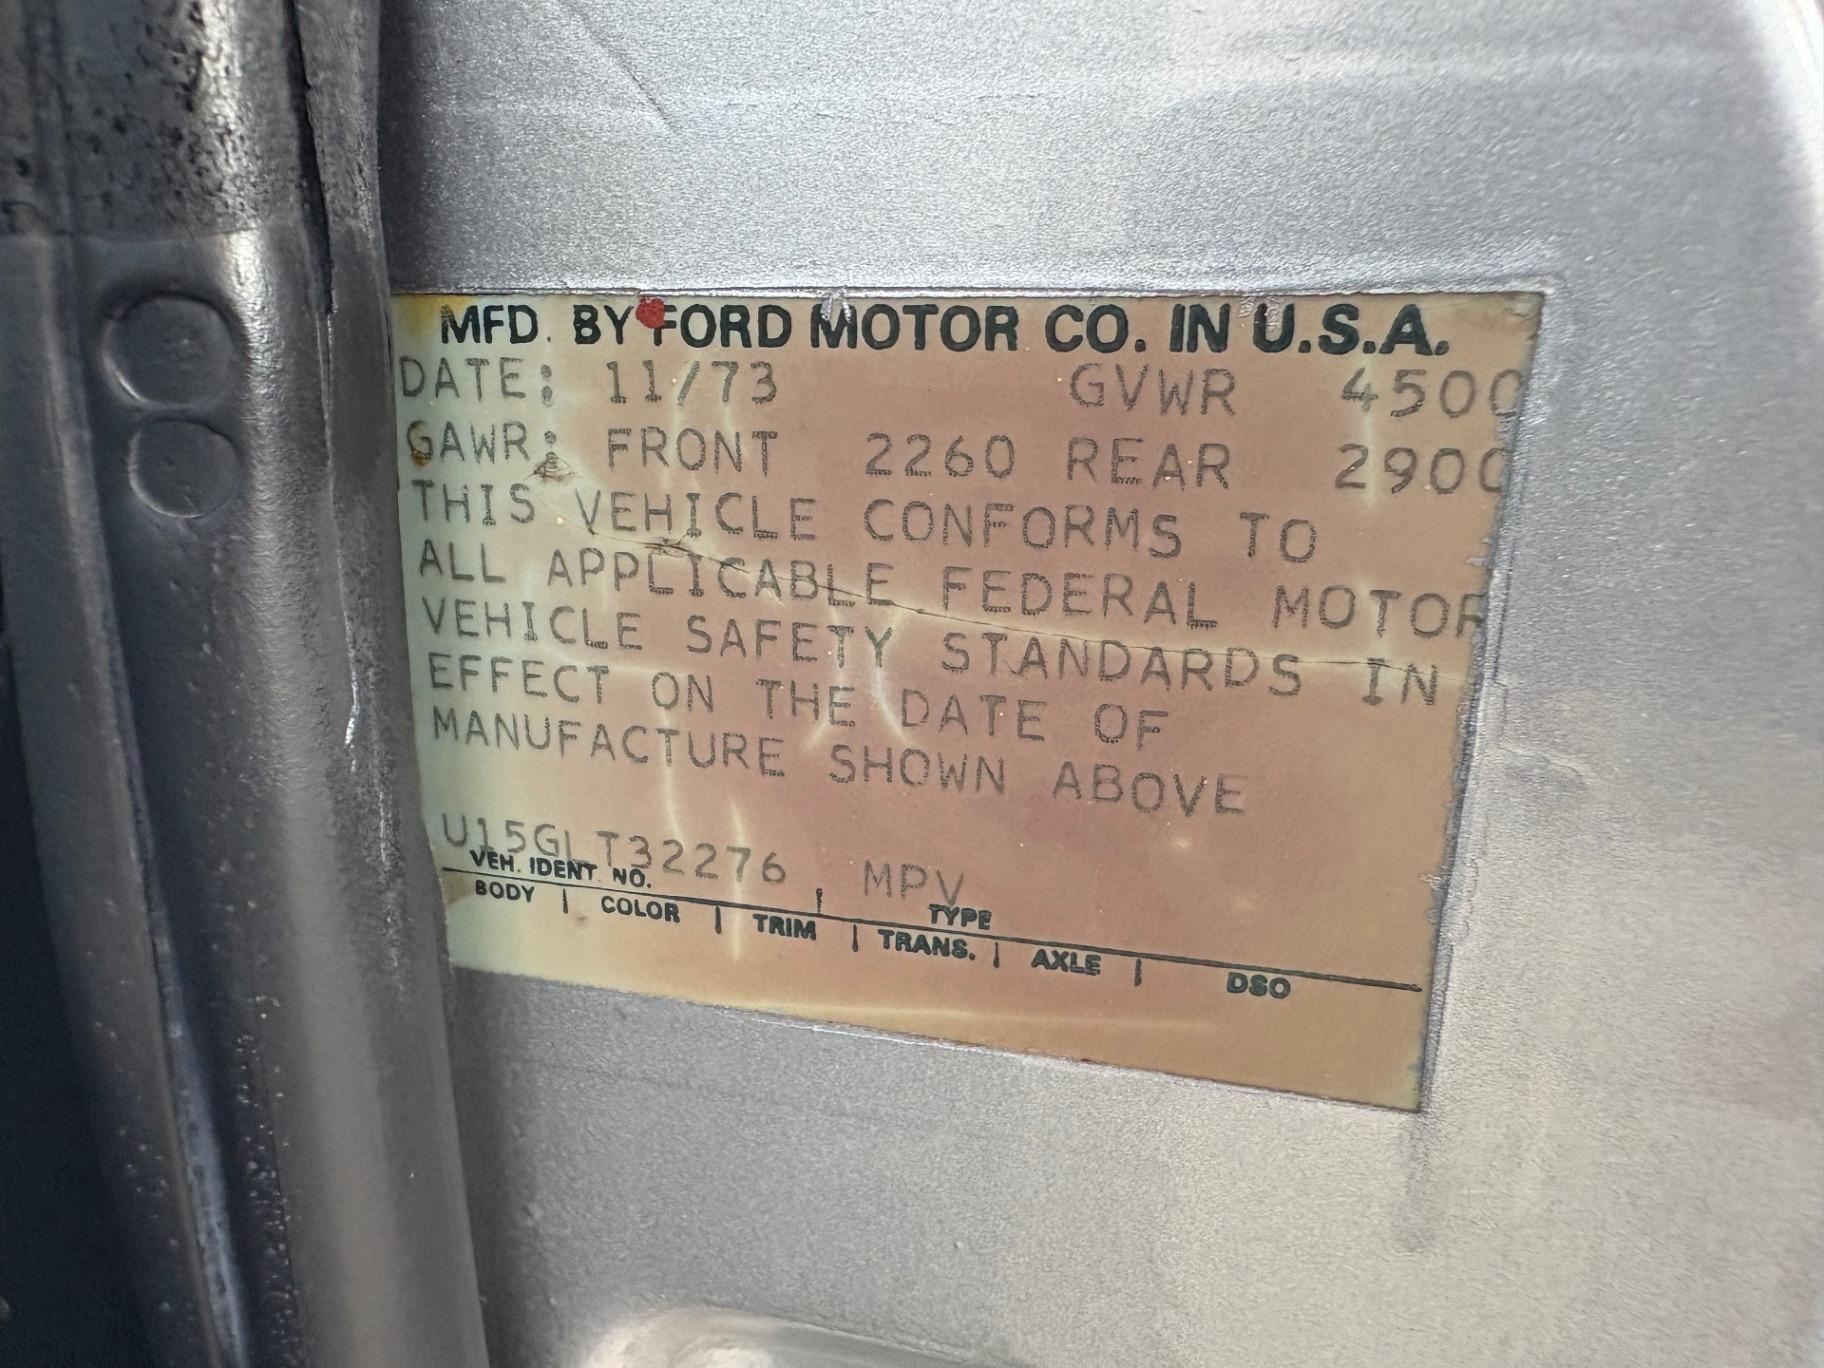 MFD. BY FORD MOTOR CO. IN U.S.A.
DATE: 11/73 GVWR 4500
GAWR: FRONT 2260 REAR 2900
THIS VEHICLE CONFORMS TO
ALL APPLICABLE FEDERAL MOTOR
VEHICLE SAFETY STANDARDS IN
EFFECT ON THE DATE OF
MANUFACTURE SHOWN ABOVE
U15GLT32276 MPV
VEH. IDENT. NO. TYPE
BODY | COLOR | TRIM | TRANS. | AXLE | DSO